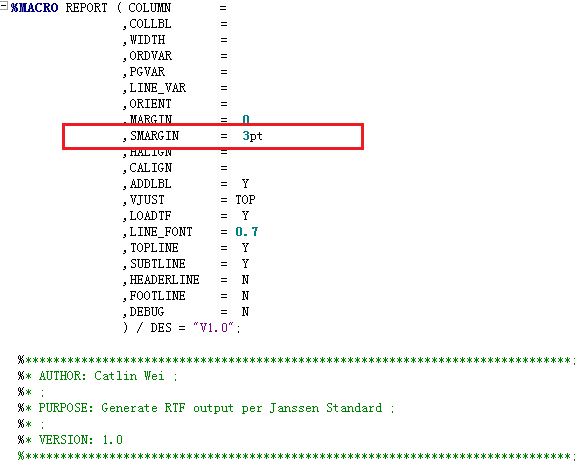 %MACRO REPORT ( COLUMN =
,COLLBL =
,WIDTH =
,ORDVAR =
,PGVAR =
,LINE_VAR =
,ORIENT =
,MARGIN = 0
,SMARGIN = 3pt
,HALIGN =
,CALIGN =
,ADDLBL = Y
,VJUST = TOP
,LOADTF = Y
,LINE_FONT = 0.7
,TOPLINE = Y
,SUBTLINE = Y
,HEADERLINE = N
,FOOTLINE = N
,DEBUG = N
) / DES = "V1.0";
%******************************************************************************;
%* AUTHOR: Catlin Wei ;
%* ;
%* PURPOSE: Generate RTF output per Janssen Standard ;
%* ;
%* VERSION: 1.0
%******************************************************************************;